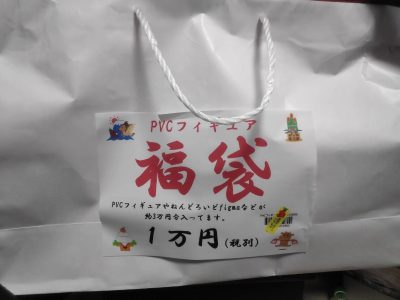 PVCフィギュア
福袋
PVCフィギュアやねんどろいどfigmaなどが
約3万円分入ってます。
1万円(税別)